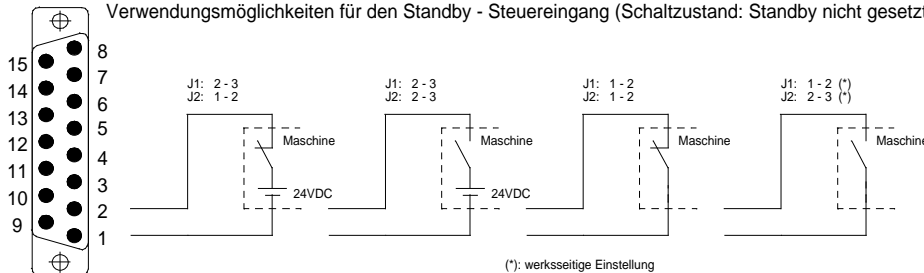 Verwendungsmöglichkeiten für den Standby - Steuereingang (Schaltzustand: Standby nicht gesetzt
8
15
7
14
6
13
5
12
4
11
3
10
2
9
1
J1: 2 - 3
J2: 1 - 2
Maschine
24VDC
J1: 2 - 3
J2: 2 - 3
Maschine
24VDC
J1: 1 - 2
J2: 1 - 2
Maschine
J1: 1 - 2 (*)
J2: 2 - 3 (*)
Maschine
(*): werksseitige Einstellung